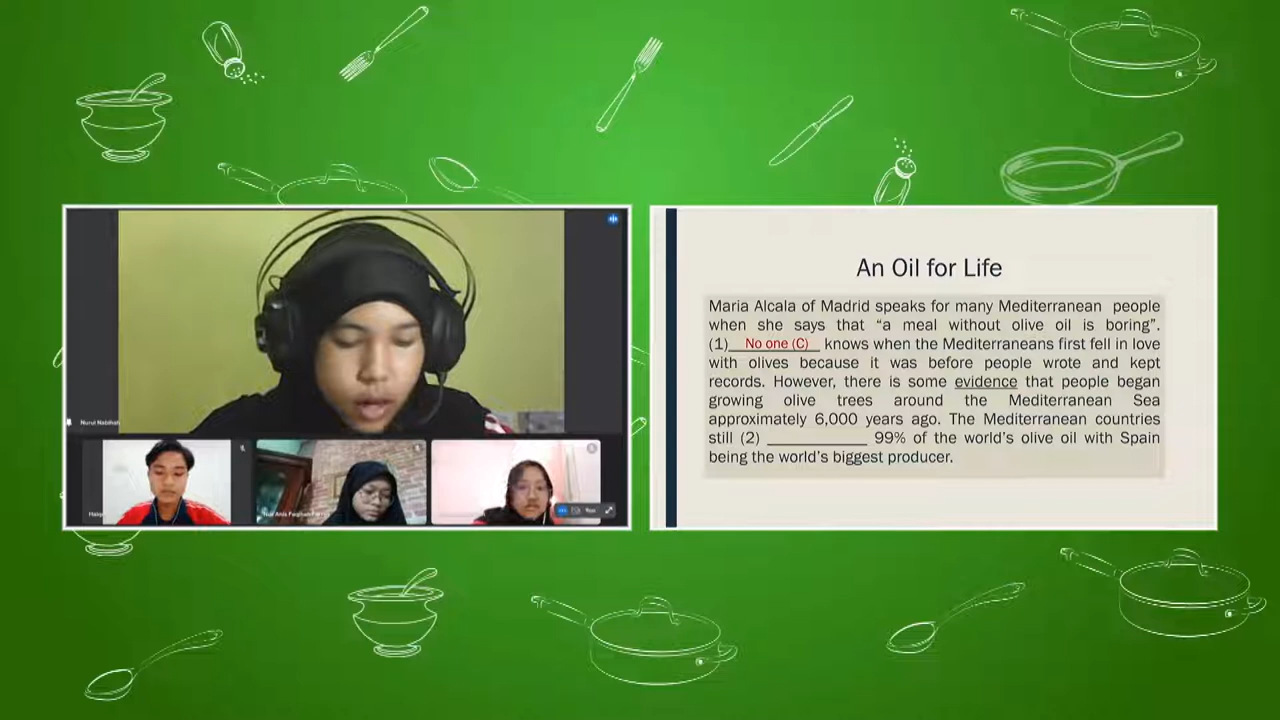 An Oil for Life
Maria Alcala of Madrid speaks for many Mediterranean people
when she says that “a meal without olive oil is boring”.
(1) No one (C) knows when the Mediterraneans first fell in love
with olives because it was before people wrote and kept
records. However, there is some evidence that people began
growing olive trees around the Mediterranean Sea
approximately 6,000 years ago. The Mediterranean countries
still (2) ____________ 99% of the world’s olive oil with Spain
being the world’s biggest producer.
Nurul